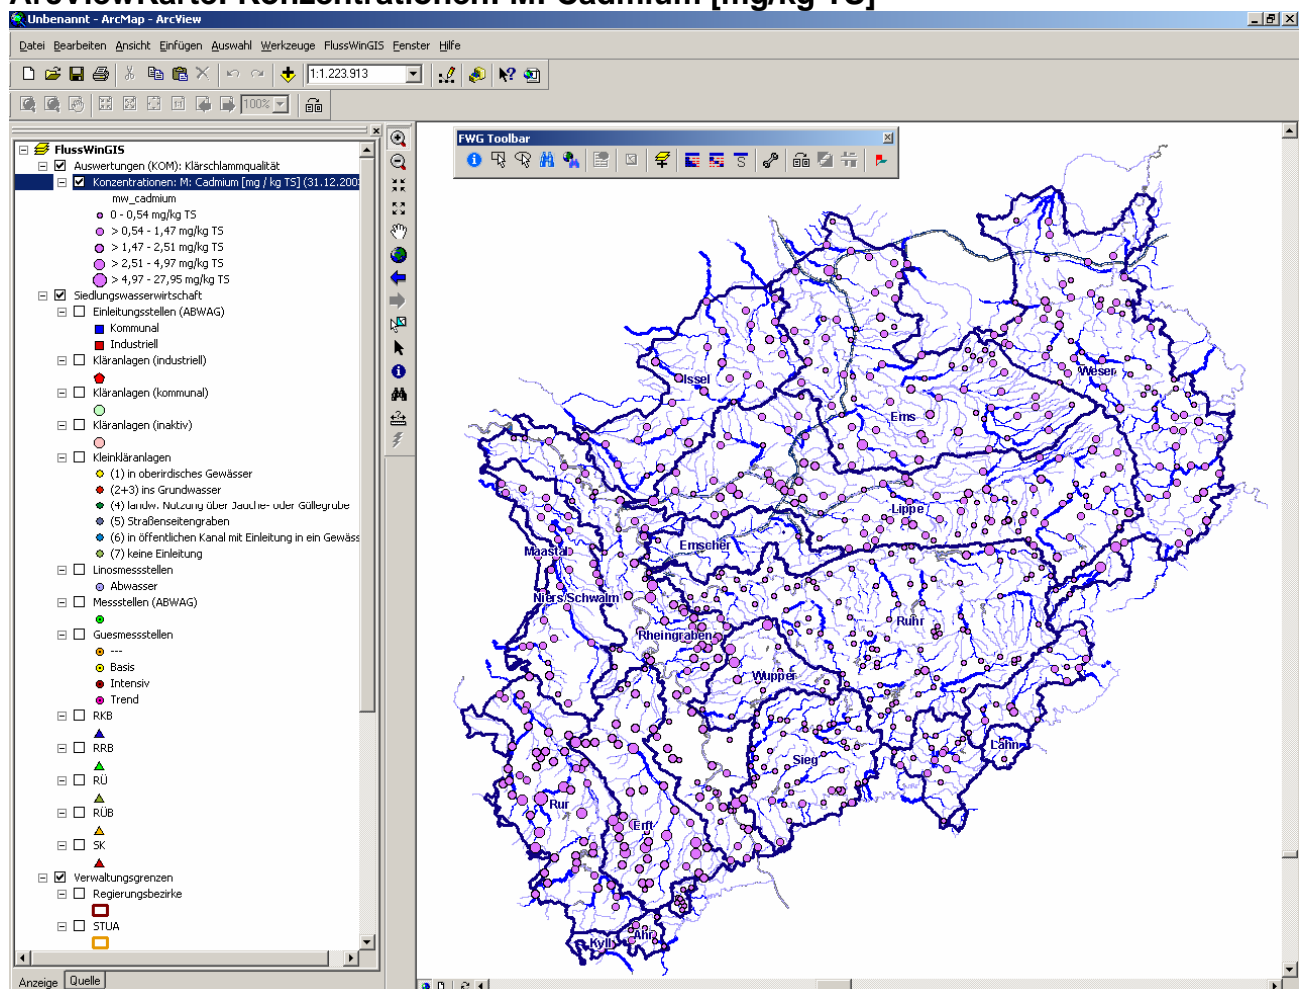 ArcViewKarte: Konzentrationen: M: Cadmium [mg/kg TS]
Unbenannt - ArcMap - ArcView
Datei Bearbeiten Ansicht Einfügen Auswahl Werkzeuge FlussWinGIS Fenster Hilfe
1:1.223.913
100%
FWG Toolbar
FlussWinGIS
Auswertungen (KOM): Klärschlammqualität
Konzentrationen: M: Cadmium [mg / kg TS] (31.12.200
mw_cadmium
0 - 0,54 mg/kg TS
> 0,54 - 1,47 mg/kg TS
> 1,47 - 2,51 mg/kg TS
> 2,51 - 4,97 mg/kg TS
> 4,97 - 27,95 mg/kg TS
Siedlungswasserwirtschaft
Einleitungsstellen (ABWAG)
Kommunal
Industriell
Kläranlagen (industriell)
Kläranlagen (kommunal)
Kläranlagen (inaktiv)
Kleinkläranlagen
(1) in oberirdisches Gewässer
(2+3) ins Grundwasser
(4) landw. Nutzung über Jauche- oder Güllegrube
(5) Straßenseitengraben
(6) in öffentlichen Kanal mit Einleitung in ein Gewäss
(7) keine Einleitung
Linosmessstellen
Abwasser
Messstellen (ABWAG)
Guesmessstellen
---
Basis
Intensiv
Trend
RKB
RRB
RÜ
RÜB
SK
Verwaltungsgrenzen
Regierungsbezirke
STUA
Anzeige Quelle
Issel
Weser
Ems
Lippe
Emscher
Maastal
Niers/Schwalm
Ruhr
Rheingraben
Wupper
Lahn
Sieg
Rur
Erft
Ahr
Kyll